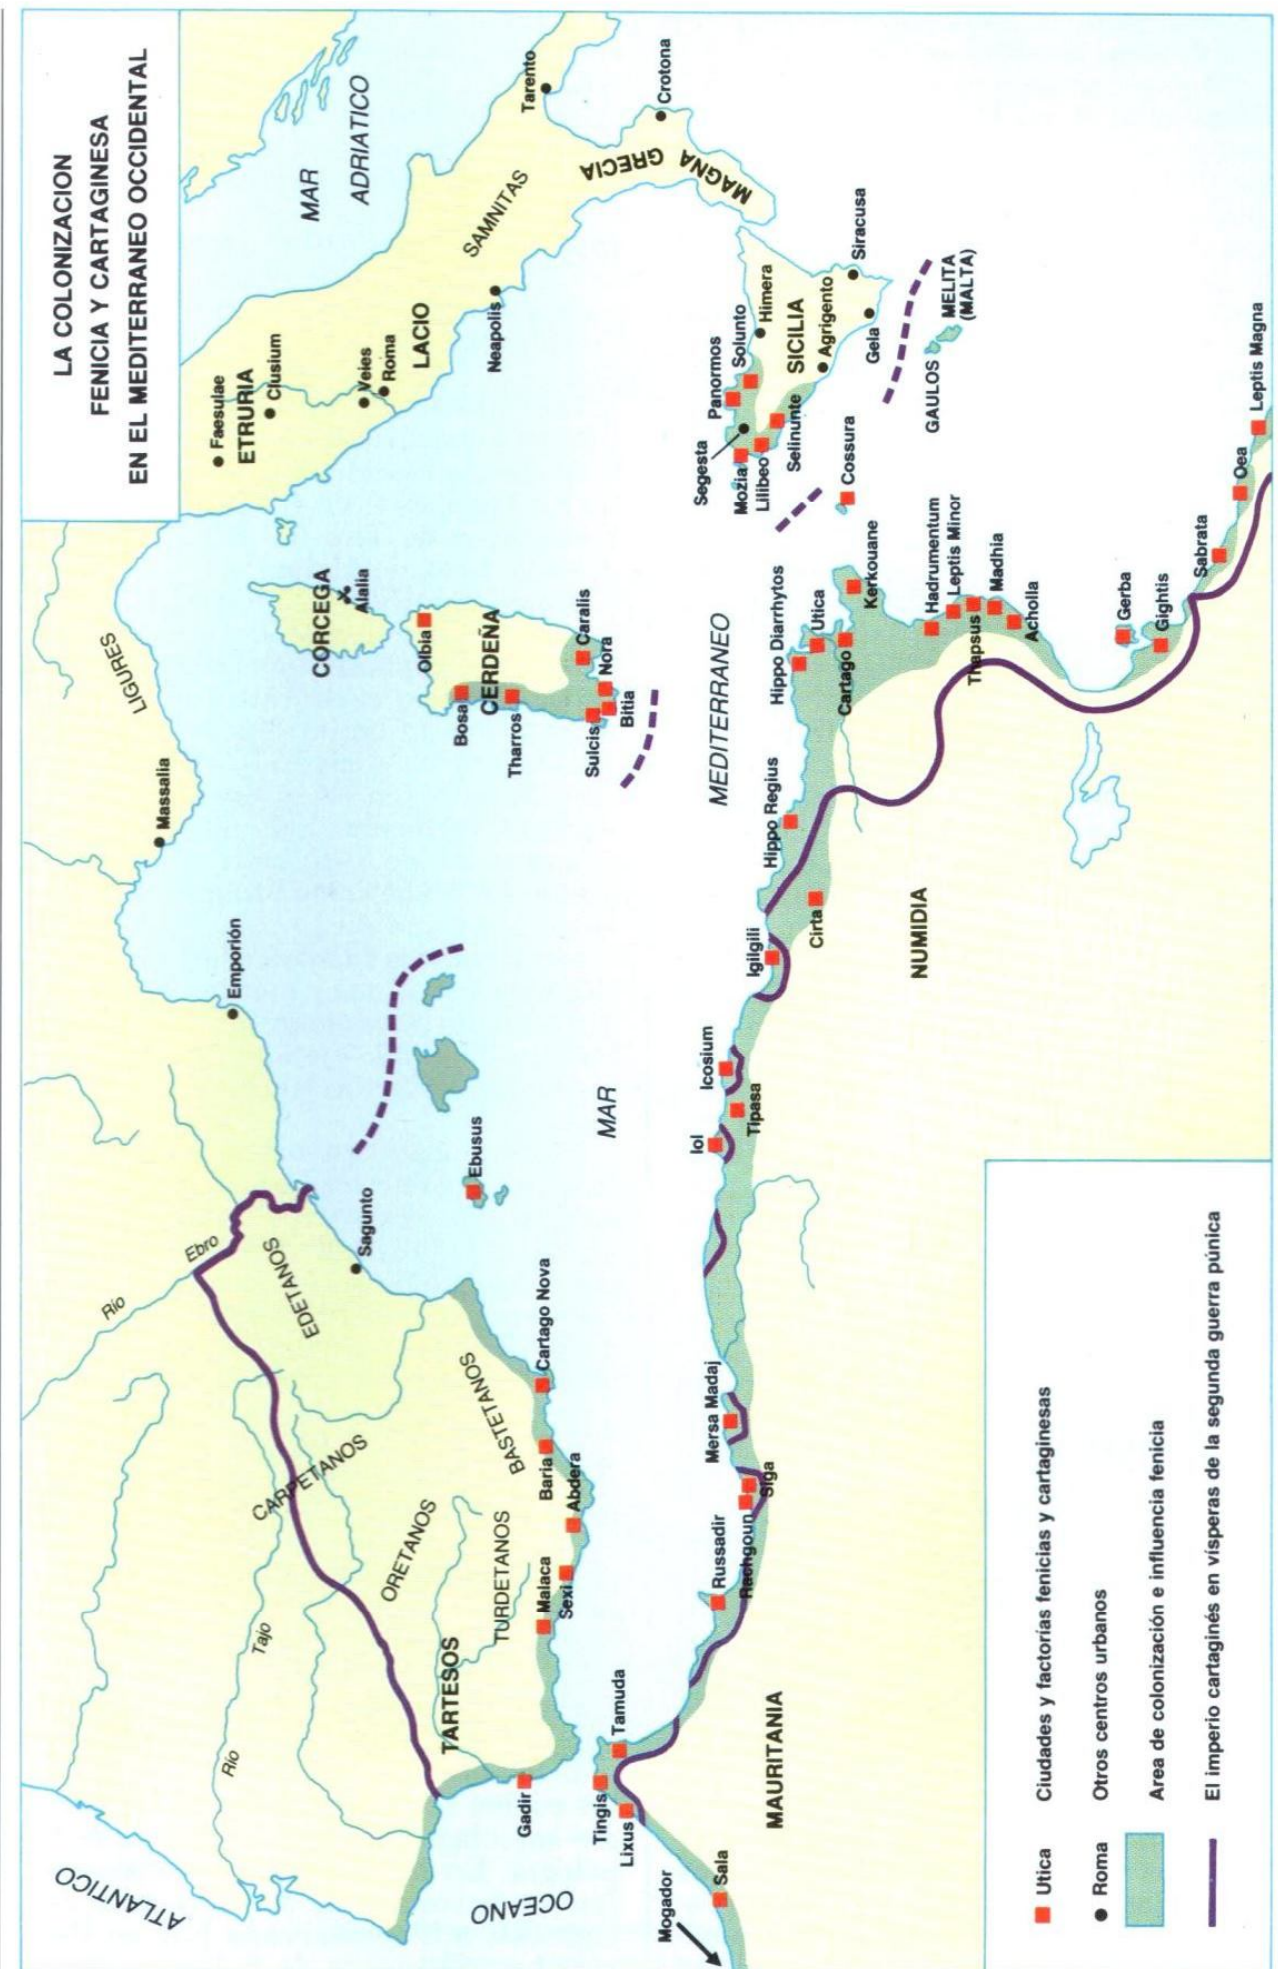 LA COLONIZACION
FENICIA Y CARTAGINESA
EN EL MEDITERRANEO OCCIDENTAL
OCEANO
ATLANTICO
MAR
ADRIATICO
MAR
MEDITERRANEO
Río
Ebro
Río
Tajo
LIGURES
Massalia
Emporión
Sagunto
EDETANOS
CARPETANOS
ORETANOS
BASTETANOS
TURDETANOS
TARTESOS
Cartago Nova
Baria
Abdera
Sexi
Malaca
Gadir
Ebusus
Faesulae
ETRURIA
Clusium
Veies
Roma
LACIO
SAMNITAS
Neapolis
Tarento
Crotona
MAGNA GRECIA
CORCEGA
Alalia
Olbia
CERDEÑA
Bosa
Tharros
Caralis
Nora
Sulcis
Bitia
Panormos
Solunto
Himera
SICILIA
Segesta
Mozia
Lilibeo
Selinunte
Agrigento
Gela
Siracusa
GAULOS
MELITA
(MALTA)
Cossura
Mogador
Sala
Lixus
Tingis
Tamuda
MAURITANIA
Russadir
Rachgoun
Siga
Mersa Madaj
Iol
Tipasa
Icosium
Igilgili
Cirta
NUMIDIA
Hippo Regius
Hippo Diarrhytos
Utica
Cartago
Kerkouane
Hadrumentum
Leptis Minor
Thapsus
Madhia
Acholla
Gerba
Gightis
Sabrata
Oea
Leptis Magna
Utica Ciudades y factorías fenicias y cartaginesas
Roma Otros centros urbanos
Area de colonización e influencia fenicia
El imperio cartaginés en vísperas de la segunda guerra púnica